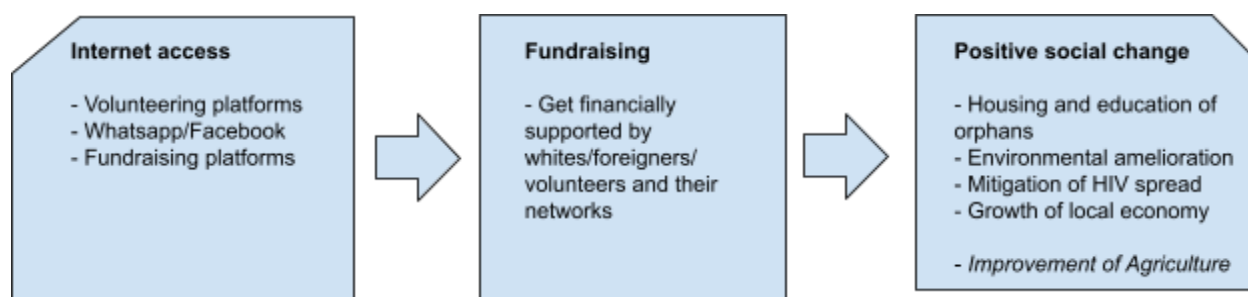 Internet access
- Volunteering platforms
- Whatsapp/Facebook
- Fundraising platforms
Fundraising
- Get financially
supported by
whites/foreigners/
volunteers and their
networks
Positive social change
- Housing and education of
orphans
- Environmental amelioration
- Mitigation of HIV spread
- Growth of local economy
- Improvement of Agriculture